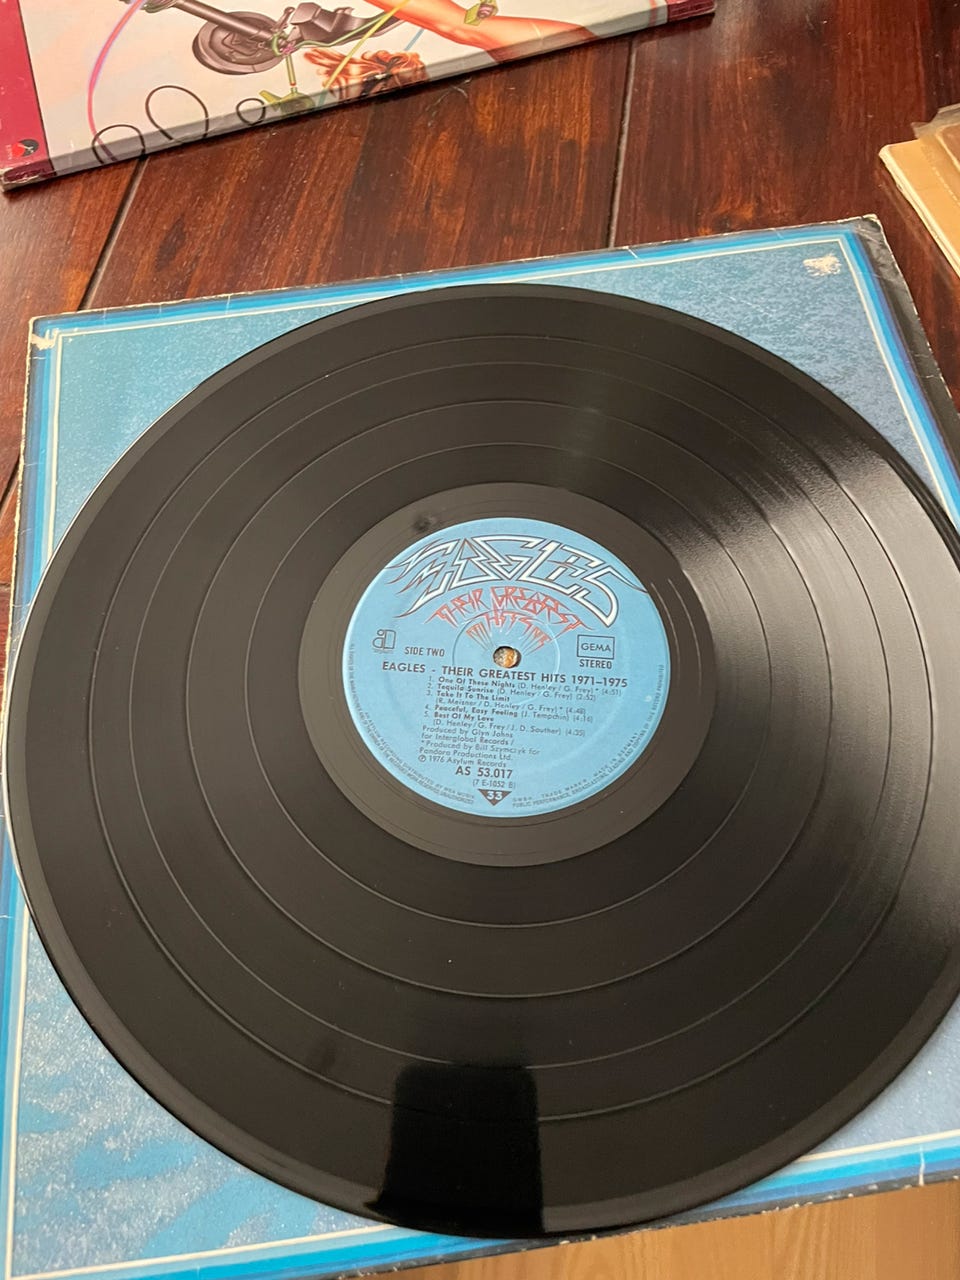 EAGLES
THEIR GREATEST
HITS
SIDE TWO
GEMA
STEREO
EAGLES - THEIR GREATEST HITS 1971–1975
1. One Of These Nights (D. Henley / G. Frey) * (4:51)
2. Tequila Sunrise (D. Henley / G. Frey) (2:52)
3. Take It To The Limit
(R. Meisner / D. Henley / G. Frey) * (4:48)
4. Peaceful, Easy Feeling (J. Tempchin) (4:16)
5. Best Of My Love
(D. Henley / G. Frey / J. D. Souther) (4:35)
Produced by Glyn Johns
for Interglobal Records /
* Produced by Bill Szymczyk for
Pandora Productions Ltd.
℗ 1976 Asylum Records
AS 53.017
(7 E-1052 B)
33